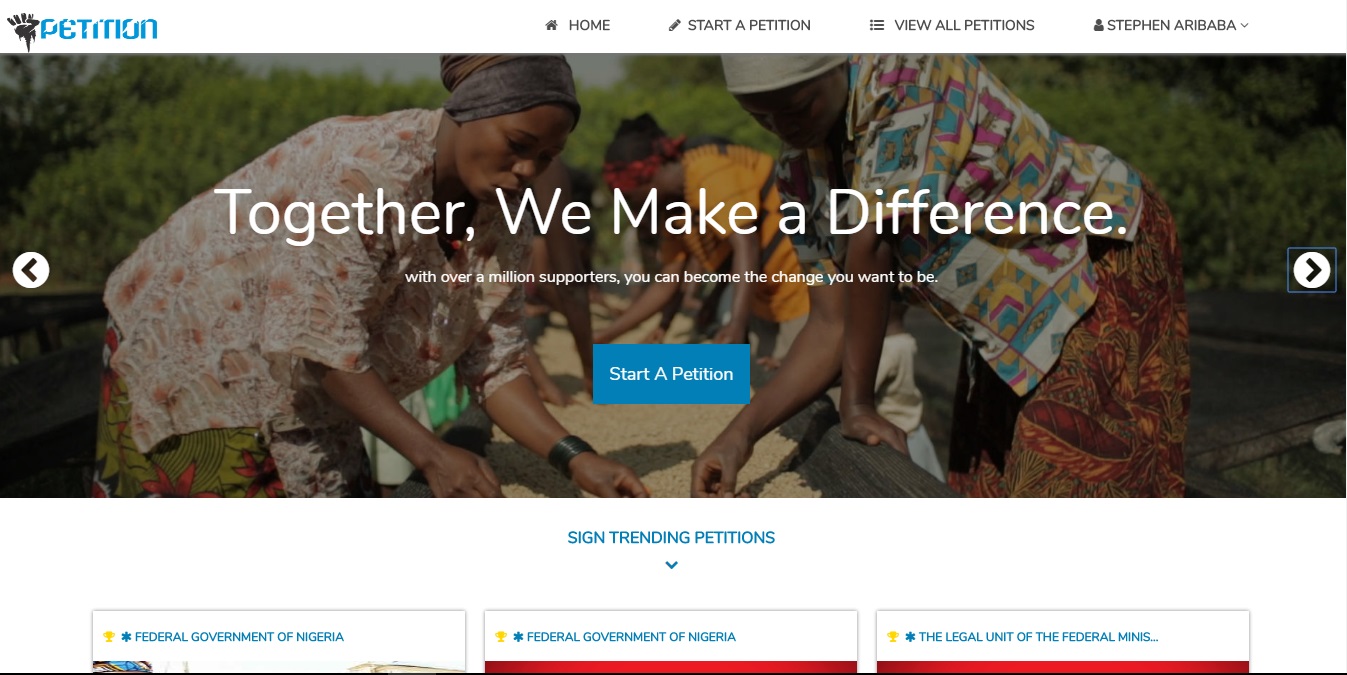 PETITION
HOME
START A PETITION
VIEW ALL PETITIONS
STEPHEN ARIBABA
Together, We Make a Difference.
with over a million supporters, you can become the change you want to be.
Start A Petition
SIGN TRENDING PETITIONS
FEDERAL GOVERNMENT OF NIGERIA
FEDERAL GOVERNMENT OF NIGERIA
THE LEGAL UNIT OF THE FEDERAL MINIS...